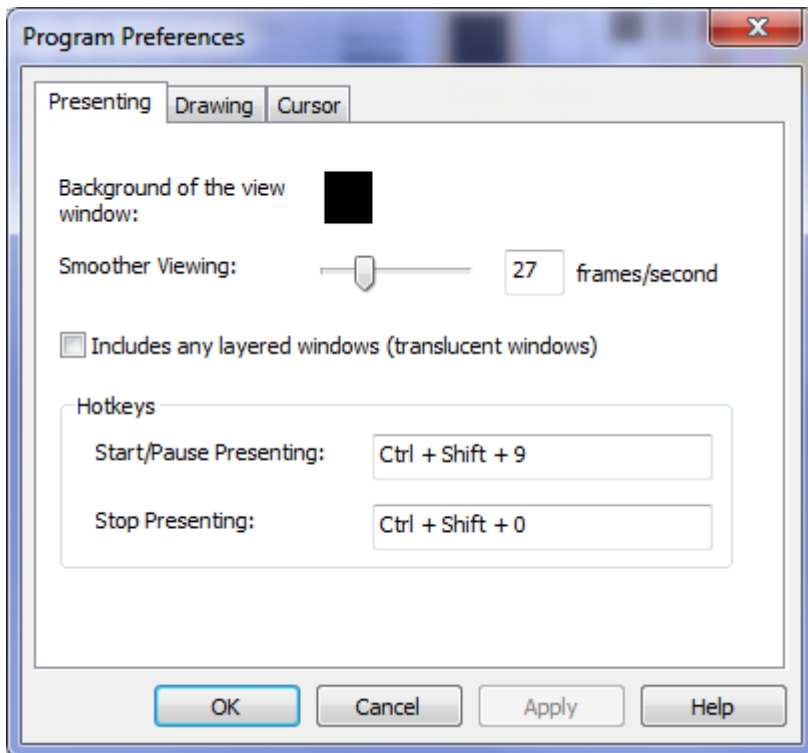 Program Preferences
Presenting Drawing Cursor
Background of the view
window:
Smoother Viewing: 27 frames/second
Includes any layered windows (translucent windows)
Hotkeys
Start/Pause Presenting: Ctrl + Shift + 9
Stop Presenting: Ctrl + Shift + 0
OK Cancel Apply Help